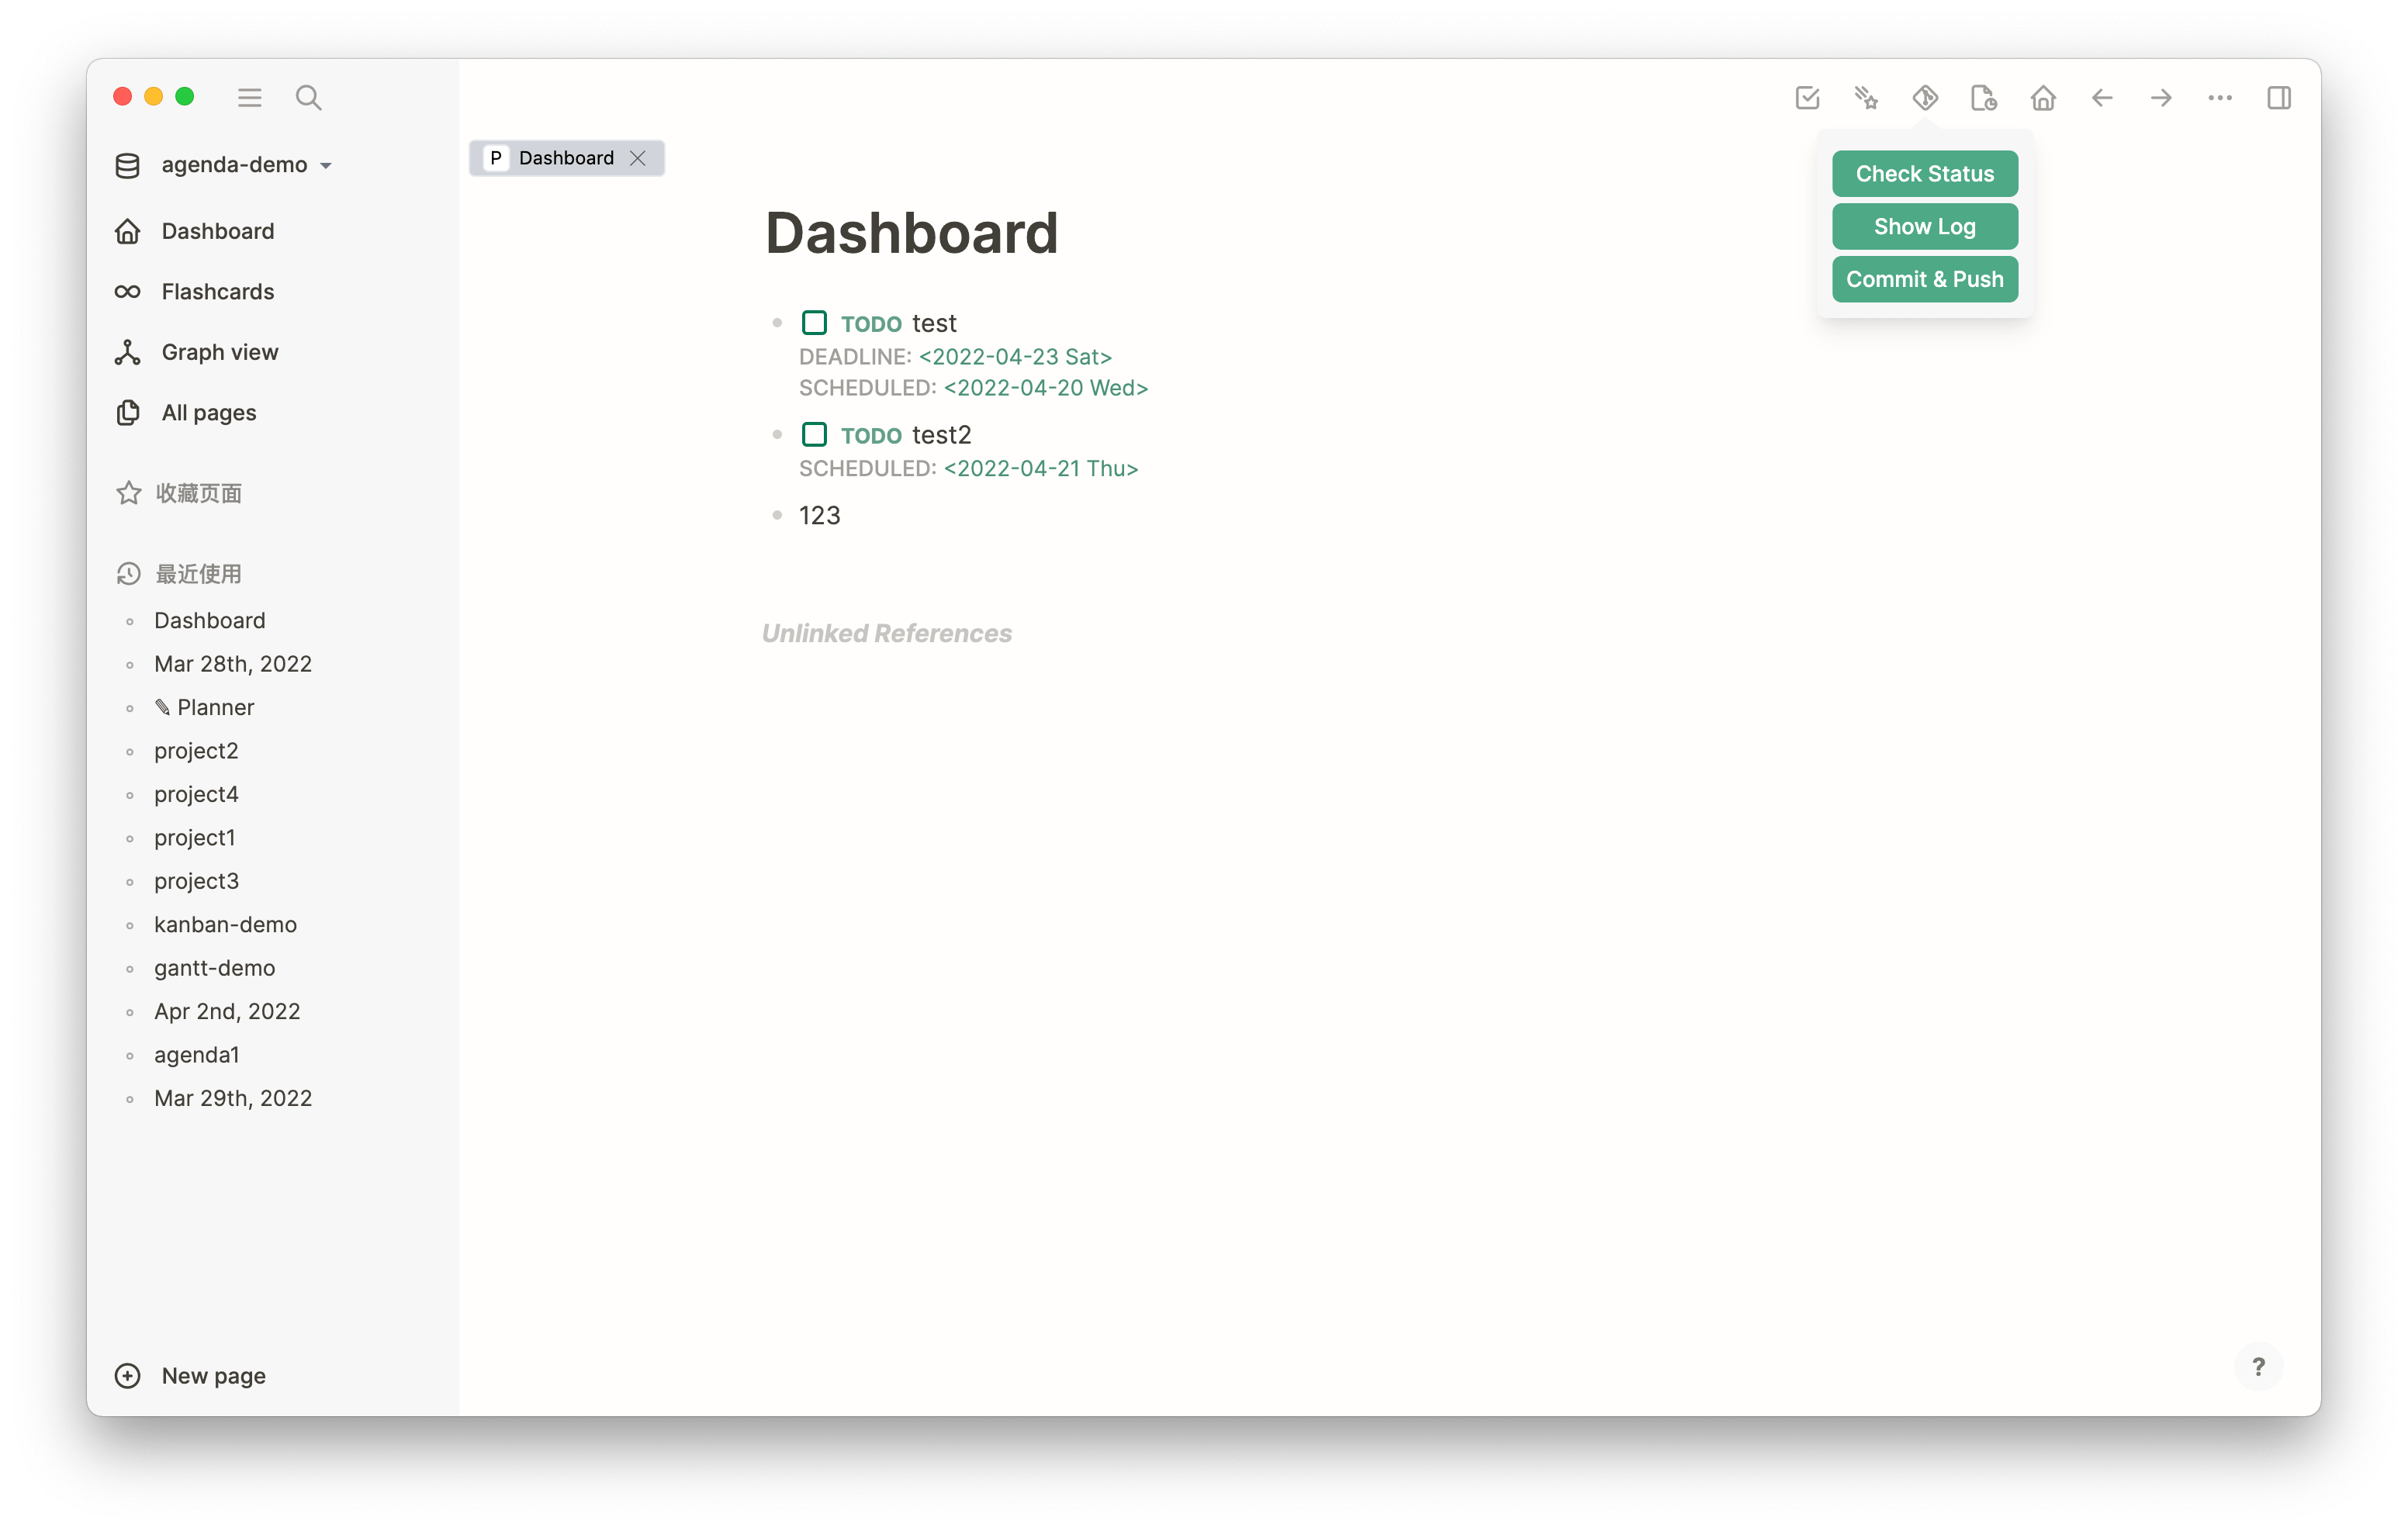 agenda-demo
Dashboard
Flashcards
Graph view
All pages
收藏页面
最近使用
Dashboard
Mar 28th, 2022
✎ Planner
project2
project4
project1
project3
kanban-demo
gantt-demo
Apr 2nd, 2022
agenda1
Mar 29th, 2022
New page
P Dashboard
Dashboard
TODO test
DEADLINE: <2022-04-23 Sat>
SCHEDULED: <2022-04-20 Wed>
TODO test2
SCHEDULED: <2022-04-21 Thu>
123
Unlinked References
Check Status
Show Log
Commit & Push
?